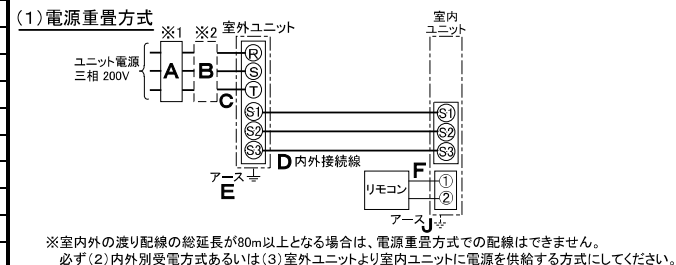 (1)電源重畳方式
※1 ※2 室外ユニット
室内
ユニット
ユニット電源
三相 200V
A
B
C
R
S
T
S1
S2
S3
S1
S2
S3
D 内外接続線
アース
E
F
リモコン
①
②
アース J
※室内外の渡り配線の総延長が80m以上となる場合は、電源重畳方式での配線はできません。
必ず(2)内外別受電方式あるいは(3)室外ユニットより室内ユニットに電源を供給する方式にしてください。